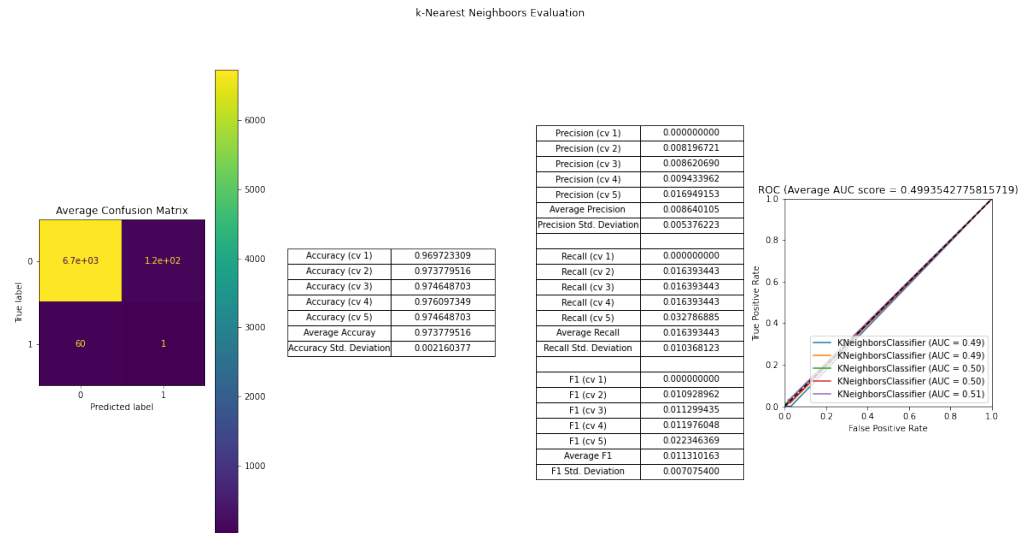 k-Nearest Neighboors Evaluation
Average Confusion Matrix
True label
0
1
6.7e+03
1.2e+02
60
1
0
1
Predicted label
6000
5000
4000
3000
2000
1000
Accuracy (cv 1) 0.969723309
Accuracy (cv 2) 0.973779516
Accuracy (cv 3) 0.974648703
Accuracy (cv 4) 0.976097349
Accuracy (cv 5) 0.974648703
Average Accuray 0.973779516
Accuracy Std. Deviation 0.002160377
Precision (cv 1) 0.000000000
Precision (cv 2) 0.008196721
Precision (cv 3) 0.008620690
Precision (cv 4) 0.009433962
Precision (cv 5) 0.016949153
Average Precision 0.008640105
Precision Std. Deviation 0.005376223
Recall (cv 1) 0.000000000
Recall (cv 2) 0.016393443
Recall (cv 3) 0.016393443
Recall (cv 4) 0.016393443
Recall (cv 5) 0.032786885
Average Recall 0.016393443
Recall Std. Deviation 0.010368123
F1 (cv 1) 0.000000000
F1 (cv 2) 0.010928962
F1 (cv 3) 0.011299435
F1 (cv 4) 0.011976048
F1 (cv 5) 0.022346369
Average F1 0.011310163
F1 Std. Deviation 0.007075400
ROC (Average AUC score = 0.4993542775815719)
True Positive Rate
1.0
0.8
0.6
0.4
0.2
0.0
KNeighborsClassifier (AUC = 0.49)
KNeighborsClassifier (AUC = 0.49)
KNeighborsClassifier (AUC = 0.50)
KNeighborsClassifier (AUC = 0.50)
KNeighborsClassifier (AUC = 0.51)
0.0 0.2 0.4 0.6 0.8 1.0
False Positive Rate